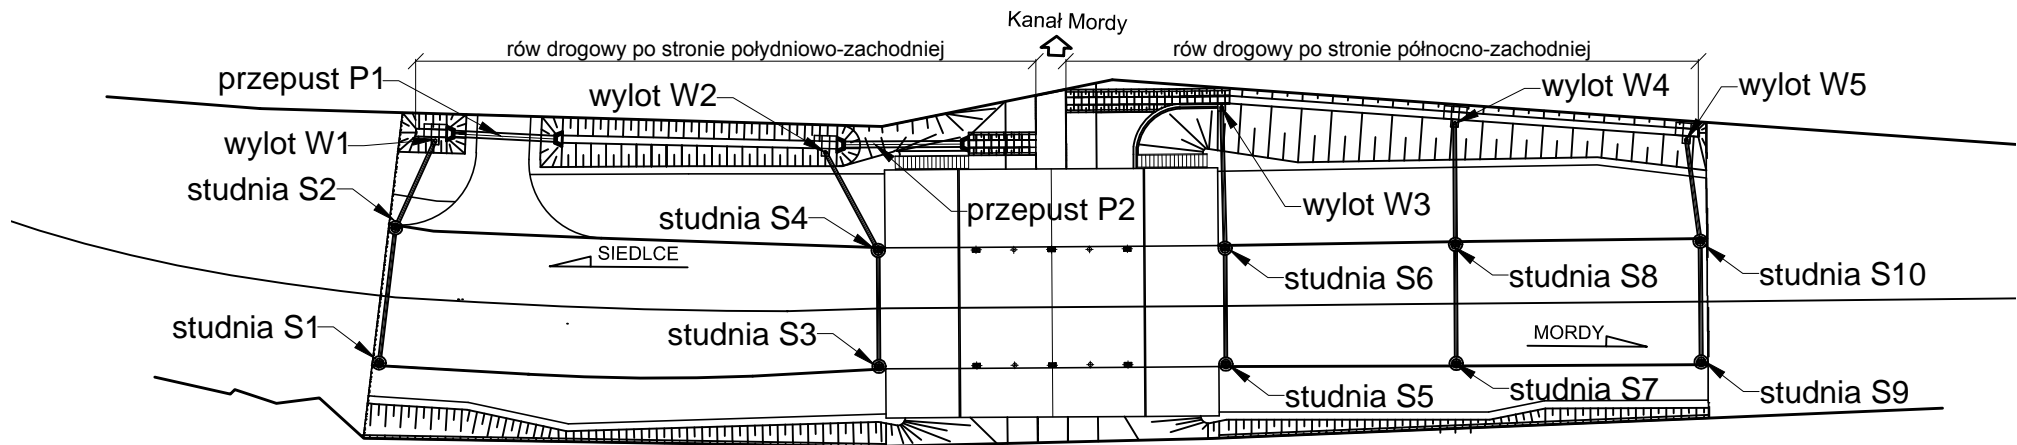 Kanał Mordy
rów drogowy po stronie połydniowo-zachodniej
rów drogowy po stronie północno-zachodniej
przepust P1
wylot W2
wylot W4
wylot W5
wylot W1
studnia S2
studnia S4
przepust P2
wylot W3
SIEDLCE
studnia S6
studnia S8
studnia S10
studnia S1
studnia S3
MORDY
studnia S5
studnia S7
studnia S9